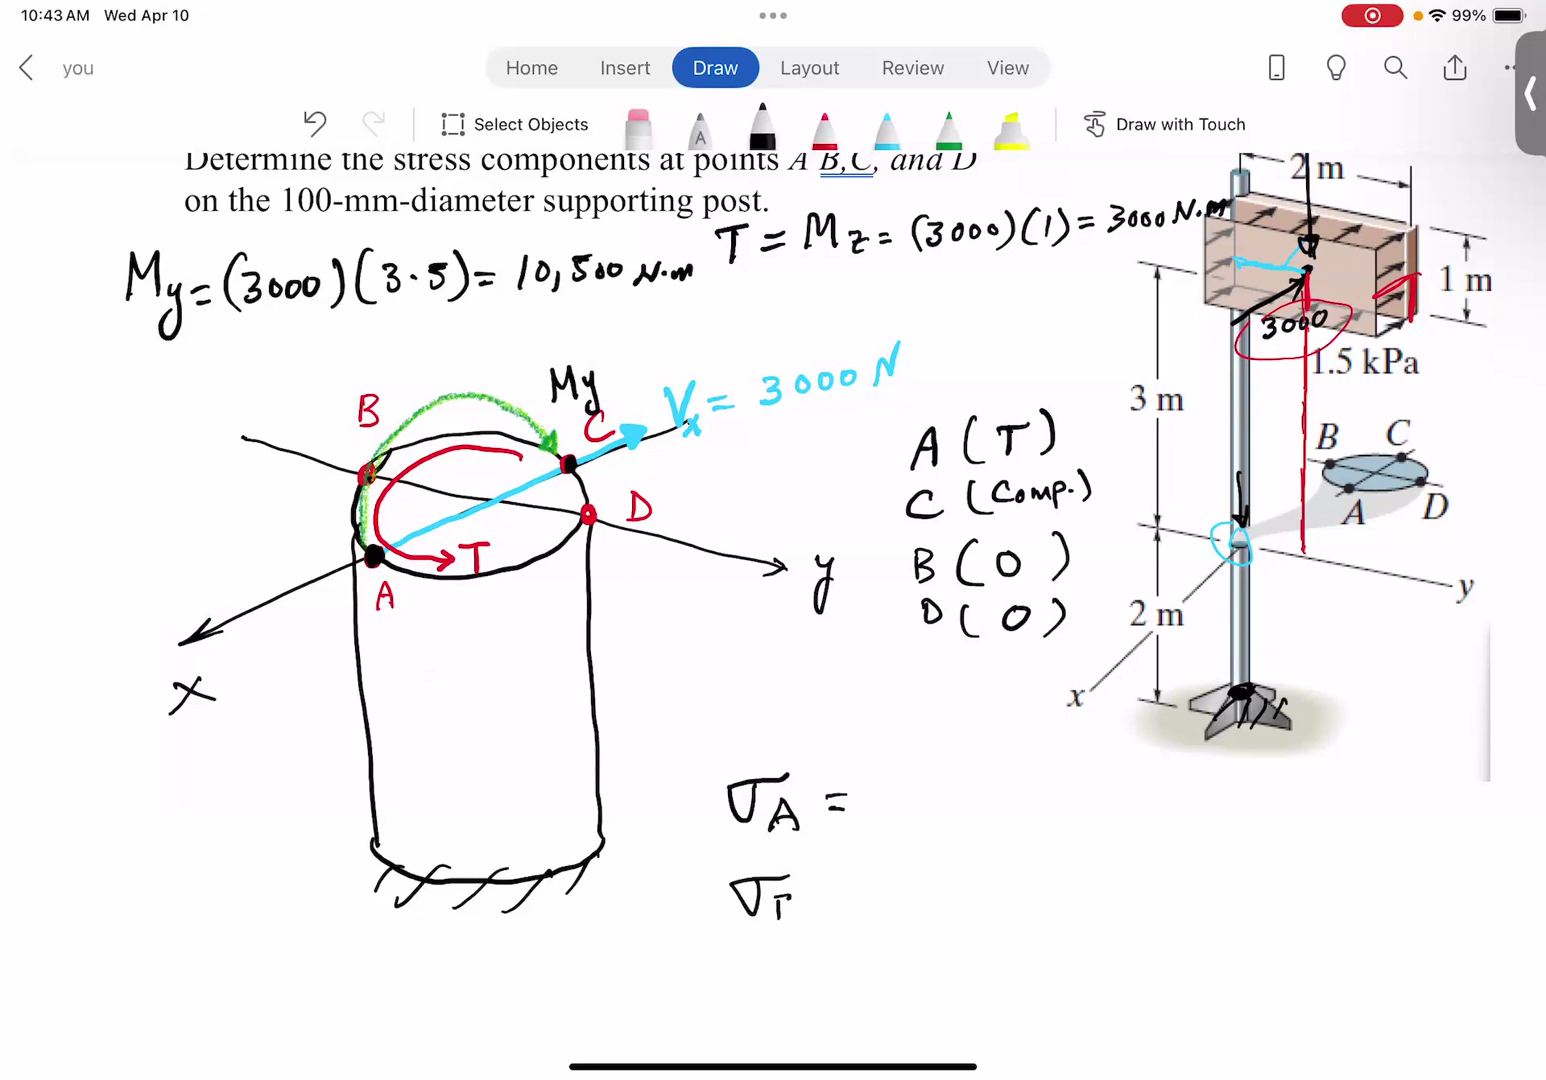 10:43 AM Wed Apr 10
99%
you
Home Insert Draw Layout Review View
Select Objects
A
Draw with Touch
Determine the stress components at points A B,C, and D
on the 100-mm-diameter supporting post.
T = Mz = (3000)(1) = 3000 N.m
My = (3000)(3.5) = 10,500 N.m
2 m
1 m
3000
1.5 kPa
3 m
B C
A D
y
2 m
x
My
B
C
Vx = 3000 N
D
T
A
y
x
A (T)
C (Comp.)
B (0)
D (0)
σA =
σ